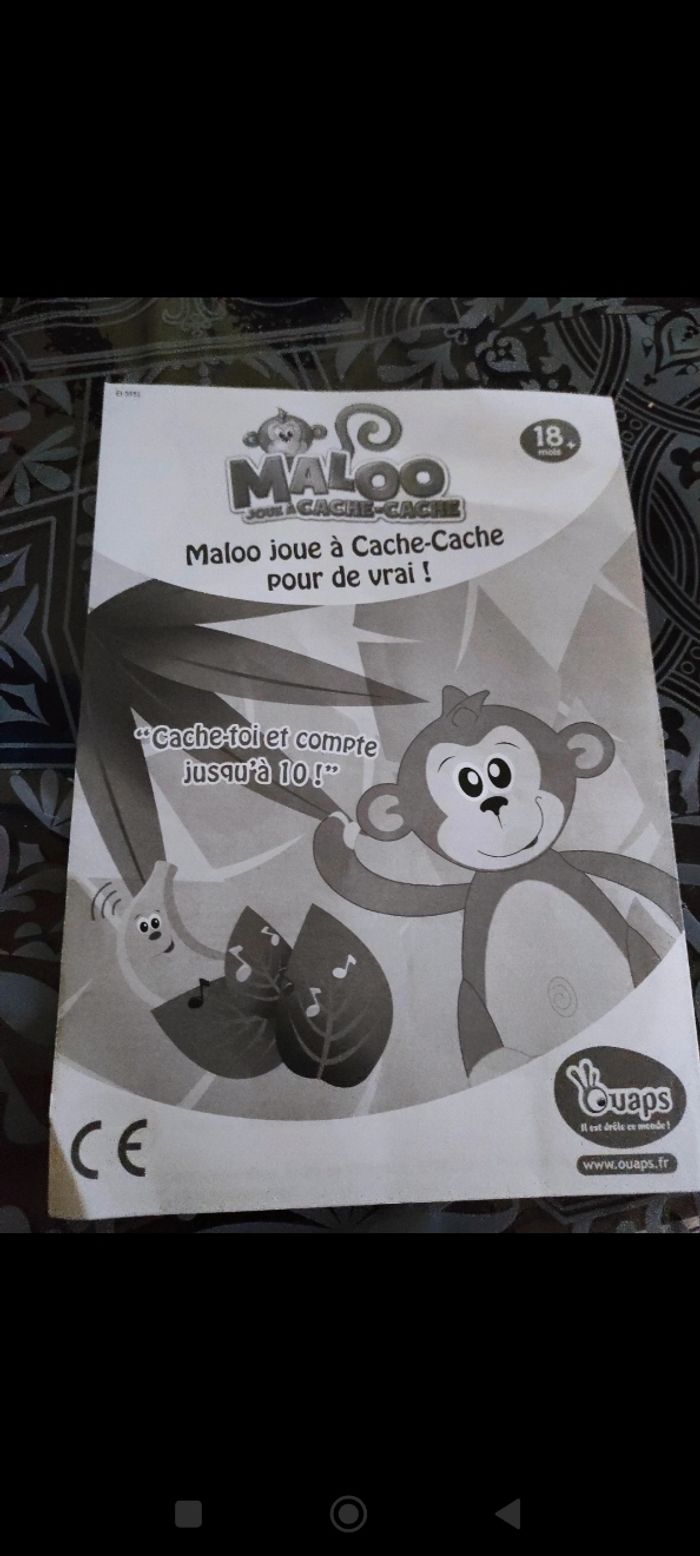 18+
mois
MALOO
JOUE À CACHE-CACHE
Maloo joue à Cache-Cache
pour de vrai !
“Cache-toi et compte
jusqu'à 10 !”
Ouaps
Il est drôle ce monde !
www.ouaps.fr
CE